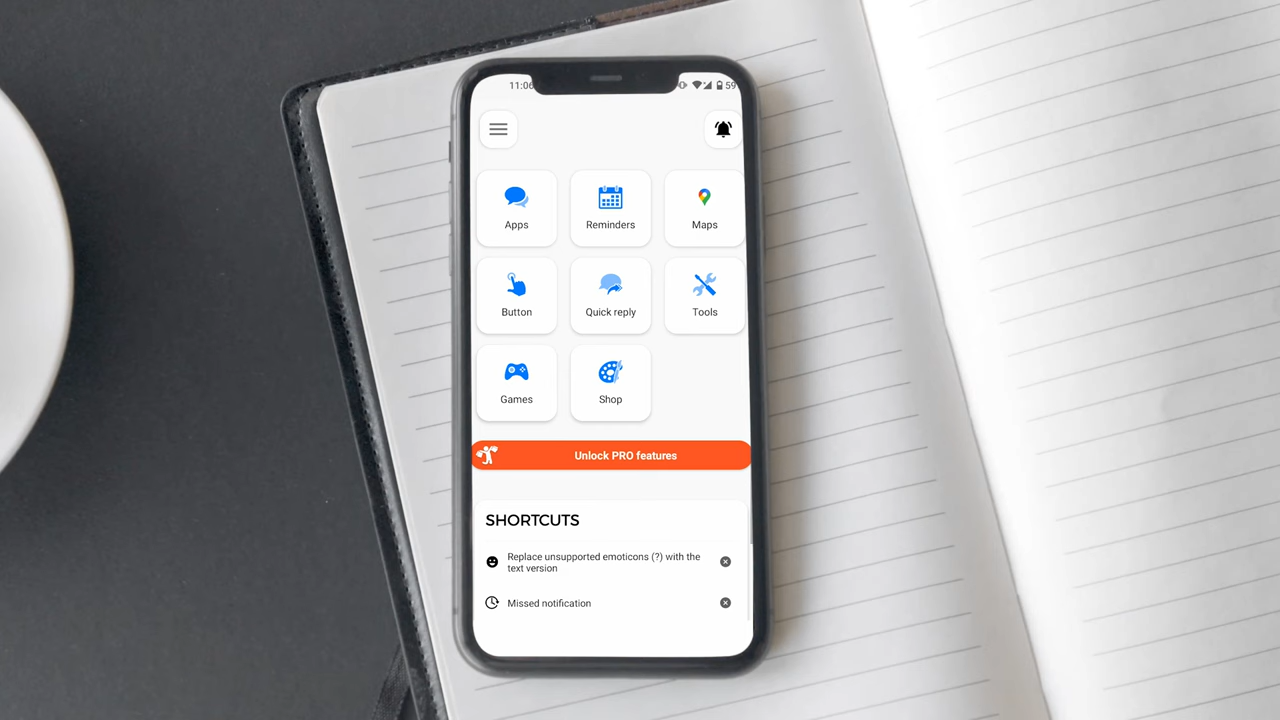 11:06
59
Apps
Reminders
Maps
Button
Quick reply
Tools
Games
Shop
Unlock PRO features
SHORTCUTS
Replace unsupported emoticons (?) with the
text version
Missed notification